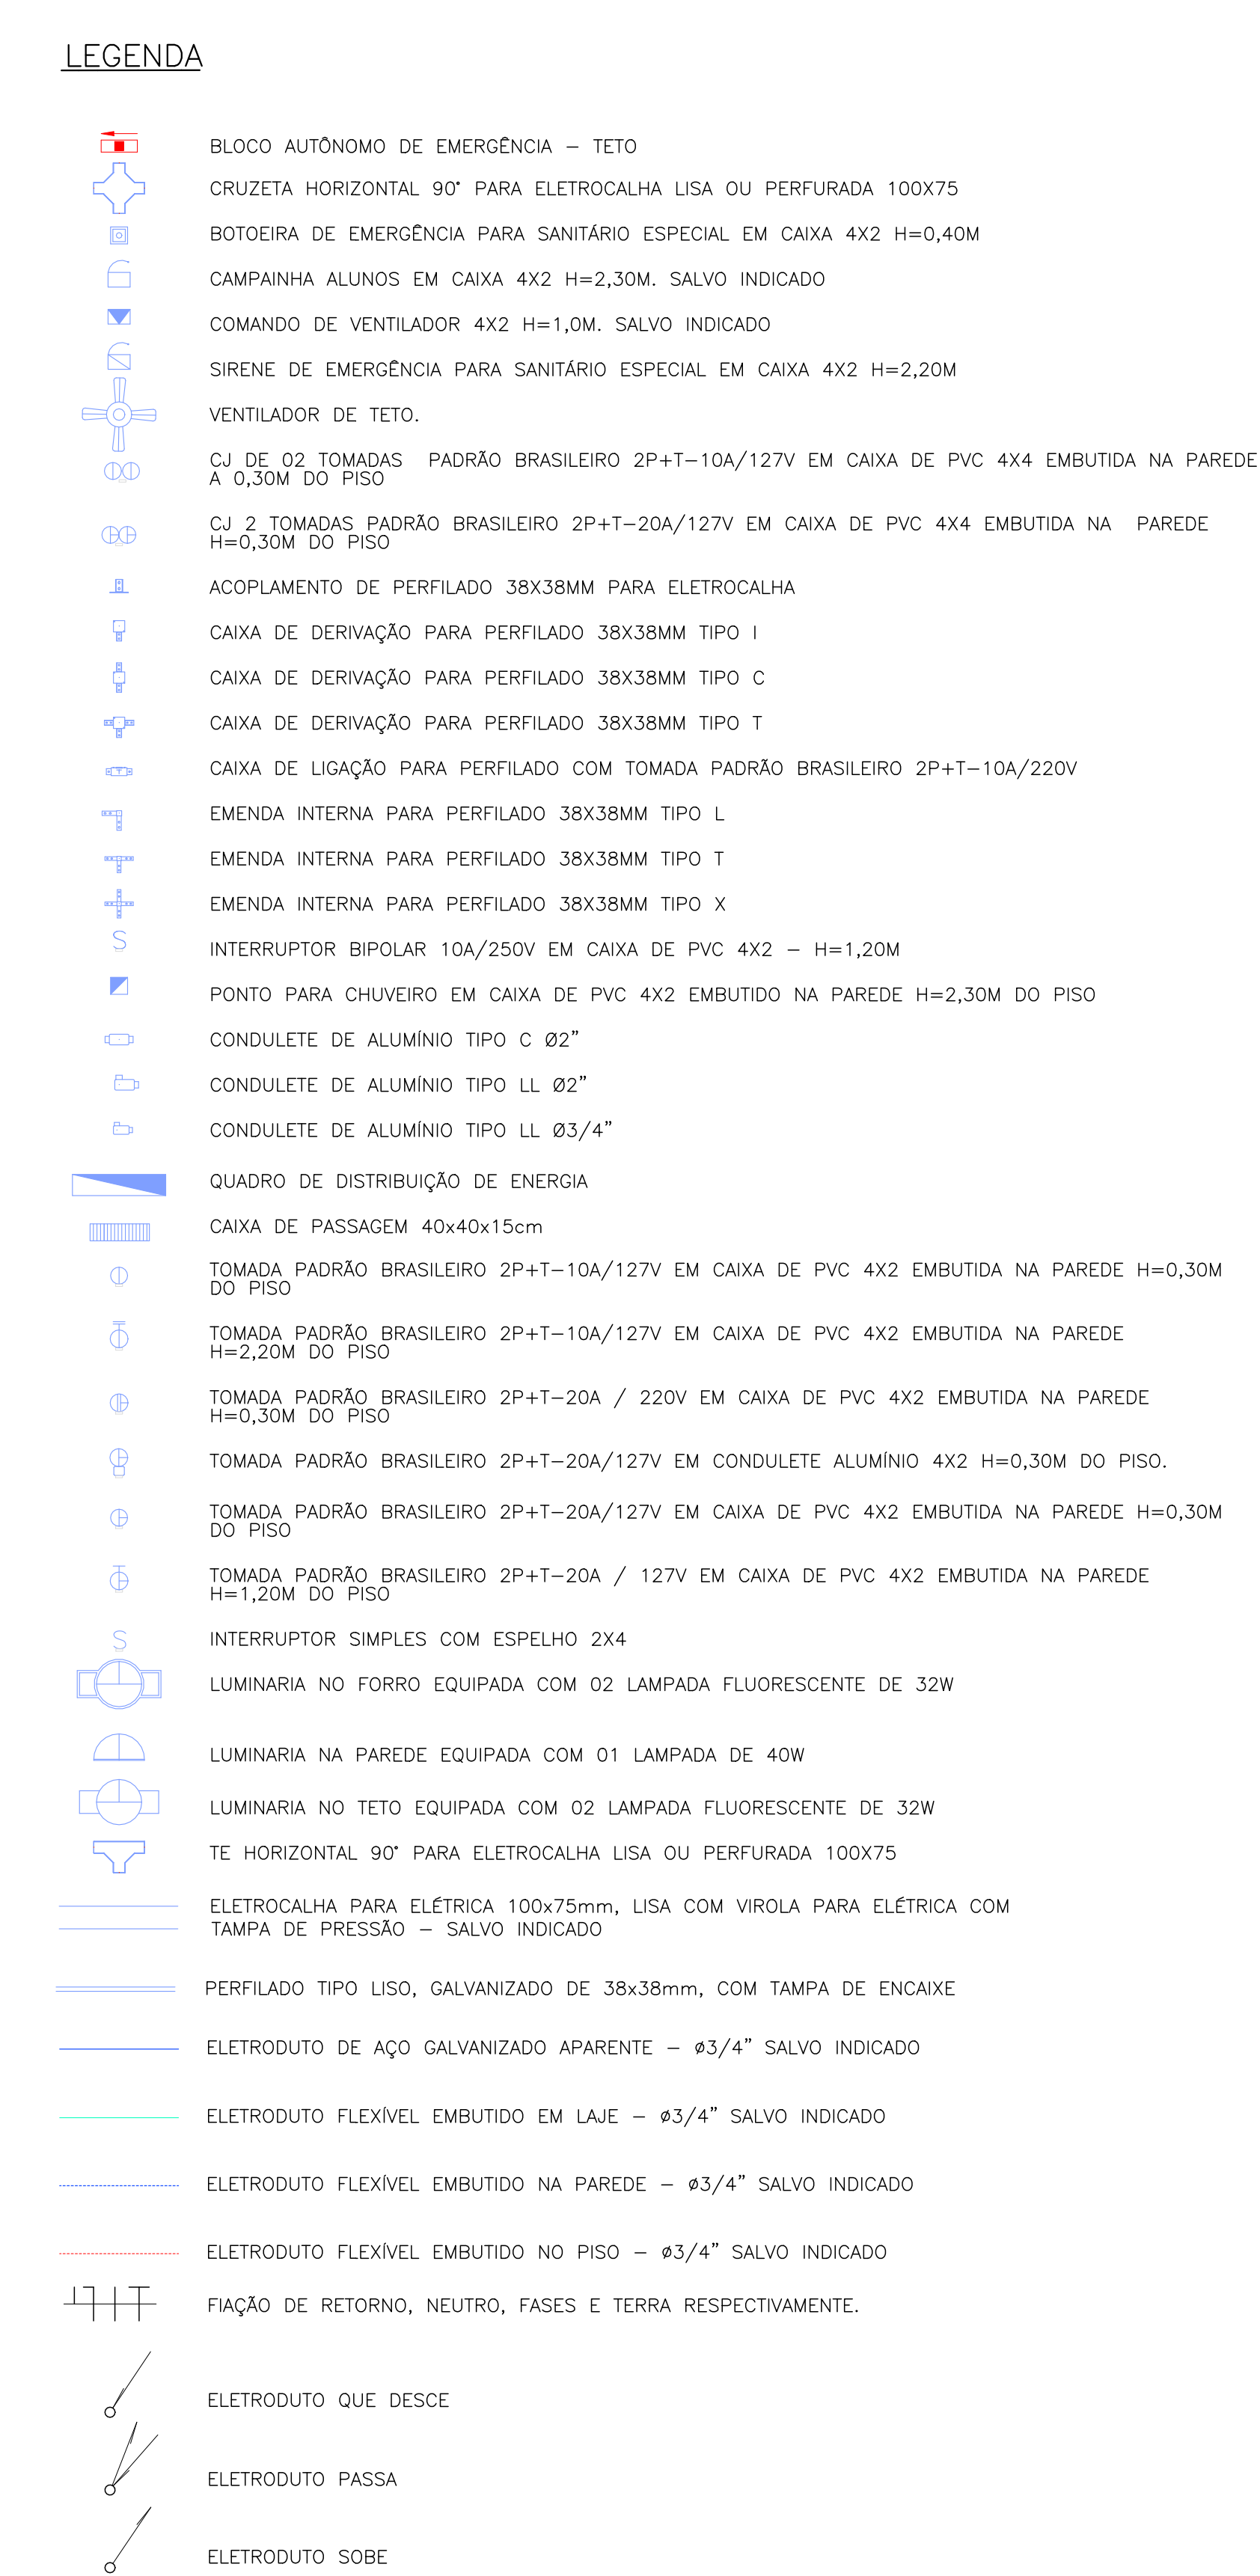 LEGENDA
BLOCO AUTÔNOMO DE EMERGÊNCIA – TETO
CRUZETA HORIZONTAL 90° PARA ELETROCALHA LISA OU PERFURADA 100X75
BOTOEIRA DE EMERGÊNCIA PARA SANITÁRIO ESPECIAL EM CAIXA 4X2 H=0,40M
CAMPAINHA ALUNOS EM CAIXA 4X2 H=2,30M. SALVO INDICADO
COMANDO DE VENTILADOR 4X2 H=1,0M. SALVO INDICADO
SIRENE DE EMERGÊNCIA PARA SANITÁRIO ESPECIAL EM CAIXA 4X2 H=2,20M
VENTILADOR DE TETO.
CJ DE 02 TOMADAS PADRÃO BRASILEIRO 2P+T–10A/127V EM CAIXA DE PVC 4X4 EMBUTIDA NA PAREDE
A 0,30M DO PISO
CJ 2 TOMADAS PADRÃO BRASILEIRO 2P+T–20A/127V EM CAIXA DE PVC 4X4 EMBUTIDA NA PAREDE
H=0,30M DO PISO
ACOPLAMENTO DE PERFILADO 38X38MM PARA ELETROCALHA
CAIXA DE DERIVAÇÃO PARA PERFILADO 38X38MM TIPO I
CAIXA DE DERIVAÇÃO PARA PERFILADO 38X38MM TIPO C
CAIXA DE DERIVAÇÃO PARA PERFILADO 38X38MM TIPO T
CAIXA DE LIGAÇÃO PARA PERFILADO COM TOMADA PADRÃO BRASILEIRO 2P+T–10A/220V
EMENDA INTERNA PARA PERFILADO 38X38MM TIPO L
EMENDA INTERNA PARA PERFILADO 38X38MM TIPO T
EMENDA INTERNA PARA PERFILADO 38X38MM TIPO X
S INTERRUPTOR BIPOLAR 10A/250V EM CAIXA DE PVC 4X2 – H=1,20M
PONTO PARA CHUVEIRO EM CAIXA DE PVC 4X2 EMBUTIDO NA PAREDE H=2,30M DO PISO
CONDULETE DE ALUMÍNIO TIPO C Ø2”
CONDULETE DE ALUMÍNIO TIPO LL Ø2”
CONDULETE DE ALUMÍNIO TIPO LL Ø3/4”
QUADRO DE DISTRIBUIÇÃO DE ENERGIA
CAIXA DE PASSAGEM 40x40x15cm
TOMADA PADRÃO BRASILEIRO 2P+T–10A/127V EM CAIXA DE PVC 4X2 EMBUTIDA NA PAREDE H=0,30M
DO PISO
TOMADA PADRÃO BRASILEIRO 2P+T–10A/127V EM CAIXA DE PVC 4X2 EMBUTIDA NA PAREDE
H=2,20M DO PISO
TOMADA PADRÃO BRASILEIRO 2P+T–20A / 220V EM CAIXA DE PVC 4X2 EMBUTIDA NA PAREDE
H=0,30M DO PISO
TOMADA PADRÃO BRASILEIRO 2P+T–20A/127V EM CONDULETE ALUMÍNIO 4X2 H=0,30M DO PISO.
TOMADA PADRÃO BRASILEIRO 2P+T–20A/127V EM CAIXA DE PVC 4X2 EMBUTIDA NA PAREDE H=0,30M
DO PISO
TOMADA PADRÃO BRASILEIRO 2P+T–20A / 127V EM CAIXA DE PVC 4X2 EMBUTIDA NA PAREDE
H=1,20M DO PISO
S INTERRUPTOR SIMPLES COM ESPELHO 2X4
LUMINARIA NO FORRO EQUIPADA COM 02 LAMPADA FLUORESCENTE DE 32W
LUMINARIA NA PAREDE EQUIPADA COM 01 LAMPADA DE 40W
LUMINARIA NO TETO EQUIPADA COM 02 LAMPADA FLUORESCENTE DE 32W
TE HORIZONTAL 90° PARA ELETROCALHA LISA OU PERFURADA 100X75
ELETROCALHA PARA ELÉTRICA 100x75mm, LISA COM VIROLA PARA ELÉTRICA COM
TAMPA DE PRESSÃO – SALVO INDICADO
PERFILADO TIPO LISO, GALVANIZADO DE 38x38mm, COM TAMPA DE ENCAIXE
ELETRODUTO DE AÇO GALVANIZADO APARENTE – ø3/4” SALVO INDICADO
ELETRODUTO FLEXÍVEL EMBUTIDO EM LAJE – ø3/4” SALVO INDICADO
ELETRODUTO FLEXÍVEL EMBUTIDO NA PAREDE – ø3/4” SALVO INDICADO
ELETRODUTO FLEXÍVEL EMBUTIDO NO PISO – ø3/4” SALVO INDICADO
FIAÇÃO DE RETORNO, NEUTRO, FASES E TERRA RESPECTIVAMENTE.
ELETRODUTO QUE DESCE
ELETRODUTO PASSA
ELETRODUTO SOBE